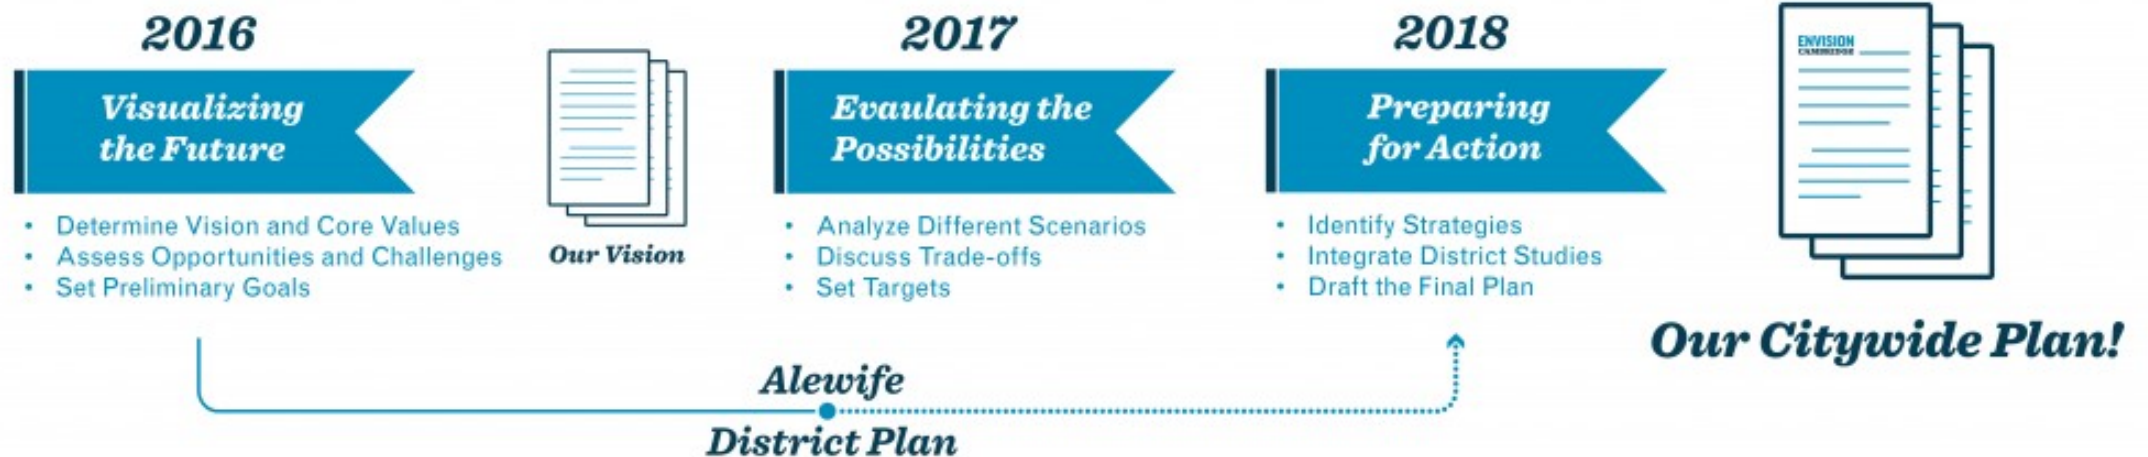 2016
Visualizing
the Future
• Determine Vision and Core Values
• Assess Opportunities and Challenges
• Set Preliminary Goals
Our Vision
2017
Evaulating the
Possibilities
• Analyze Different Scenarios
• Discuss Trade-offs
• Set Targets
2018
Preparing
for Action
• Identify Strategies
• Integrate District Studies
• Draft the Final Plan
ENVISION
CAMBRIDGE
Our Citywide Plan!
Alewife
District Plan